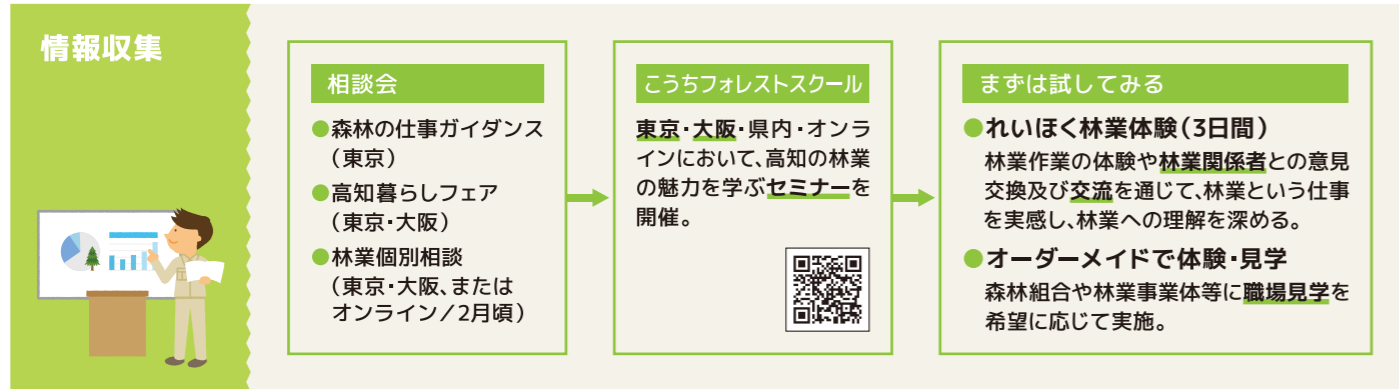 情報収集
相談会
●森林の仕事ガイダンス
（東京）
●高知暮らしフェア
（東京・大阪）
●林業個別相談
（東京・大阪、または
オンライン／2月頃）
こうちフォレストスクール
東京・大阪・県内・オンラ
インにおいて、高知の林業
の魅力を学ぶセミナーを
開催。
まずは試してみる
●れいほく林業体験（3日間）
林業作業の体験や林業関係者との意見
交換及び交流を通じて、林業という仕事
を実感し、林業への理解を深める。
●オーダーメイドで体験・見学
森林組合や林業事業体等に職場見学を
希望に応じて実施。